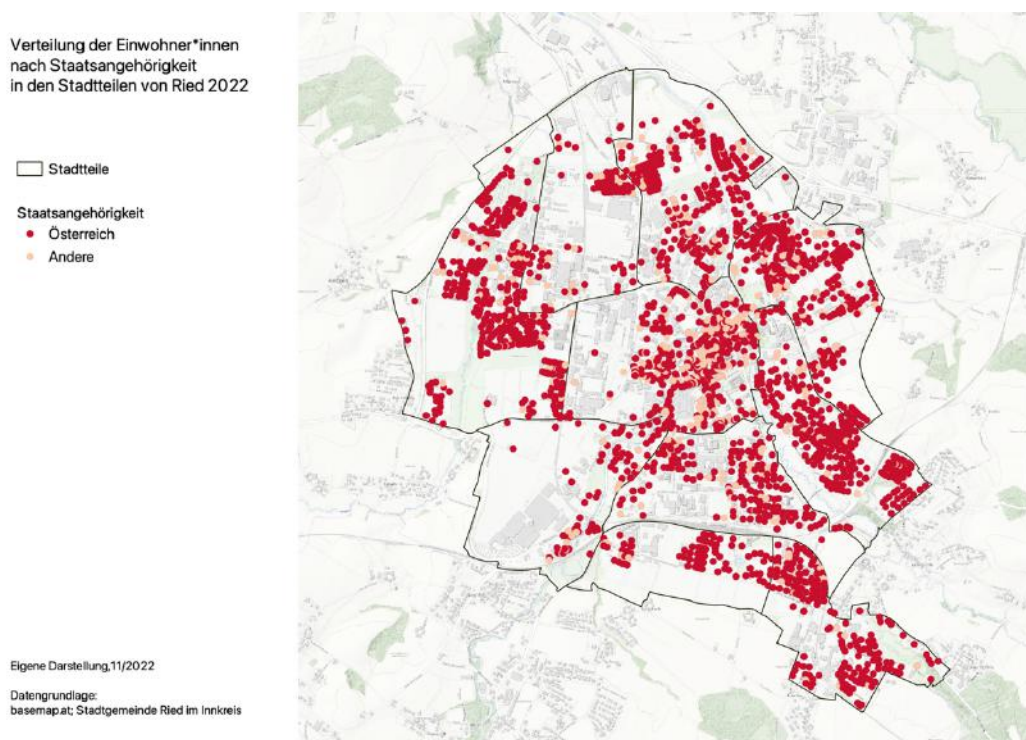 Verteilung der Einwohner*innen
nach Staatsangehörigkeit
in den Stadtteilen von Ried 2022
Stadtteile
Staatsangehörigkeit
Österreich
Andere
Eigene Darstellung,11/2022
Datengrundlage:
basemap.at; Stadtgemeinde Ried im Innkreis